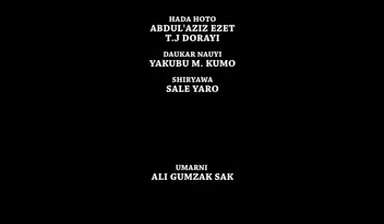 HADA HOTO
ABDUL'AZIZ EZET
T.J DORAYI
DAUKAR NAUYI
YAKUBU M. KUMO
SHIRYAWA
SALE YARO
UMARNI
ALI GUMZAK SAK